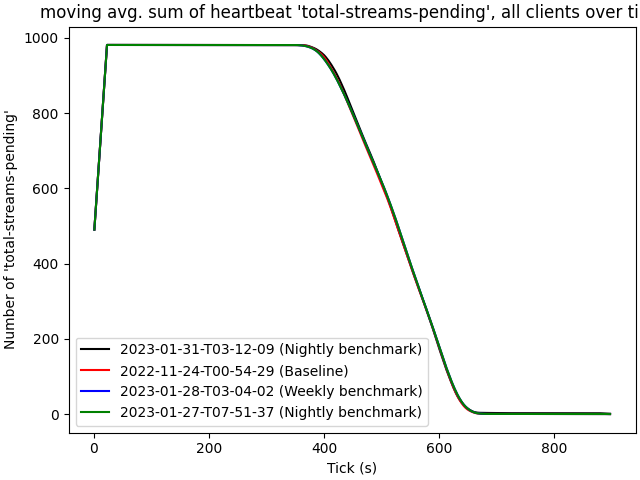 moving avg. sum of heartbeat 'total-streams-pending', all clients over ti
Number of 'total-streams-pending'
1000
800
600
400
200
0
2023-01-31-T03-12-09 (Nightly benchmark)
2022-11-24-T00-54-29 (Baseline)
2023-01-28-T03-04-02 (Weekly benchmark)
2023-01-27-T07-51-37 (Nightly benchmark)
0 200 400 600 800
Tick (s)